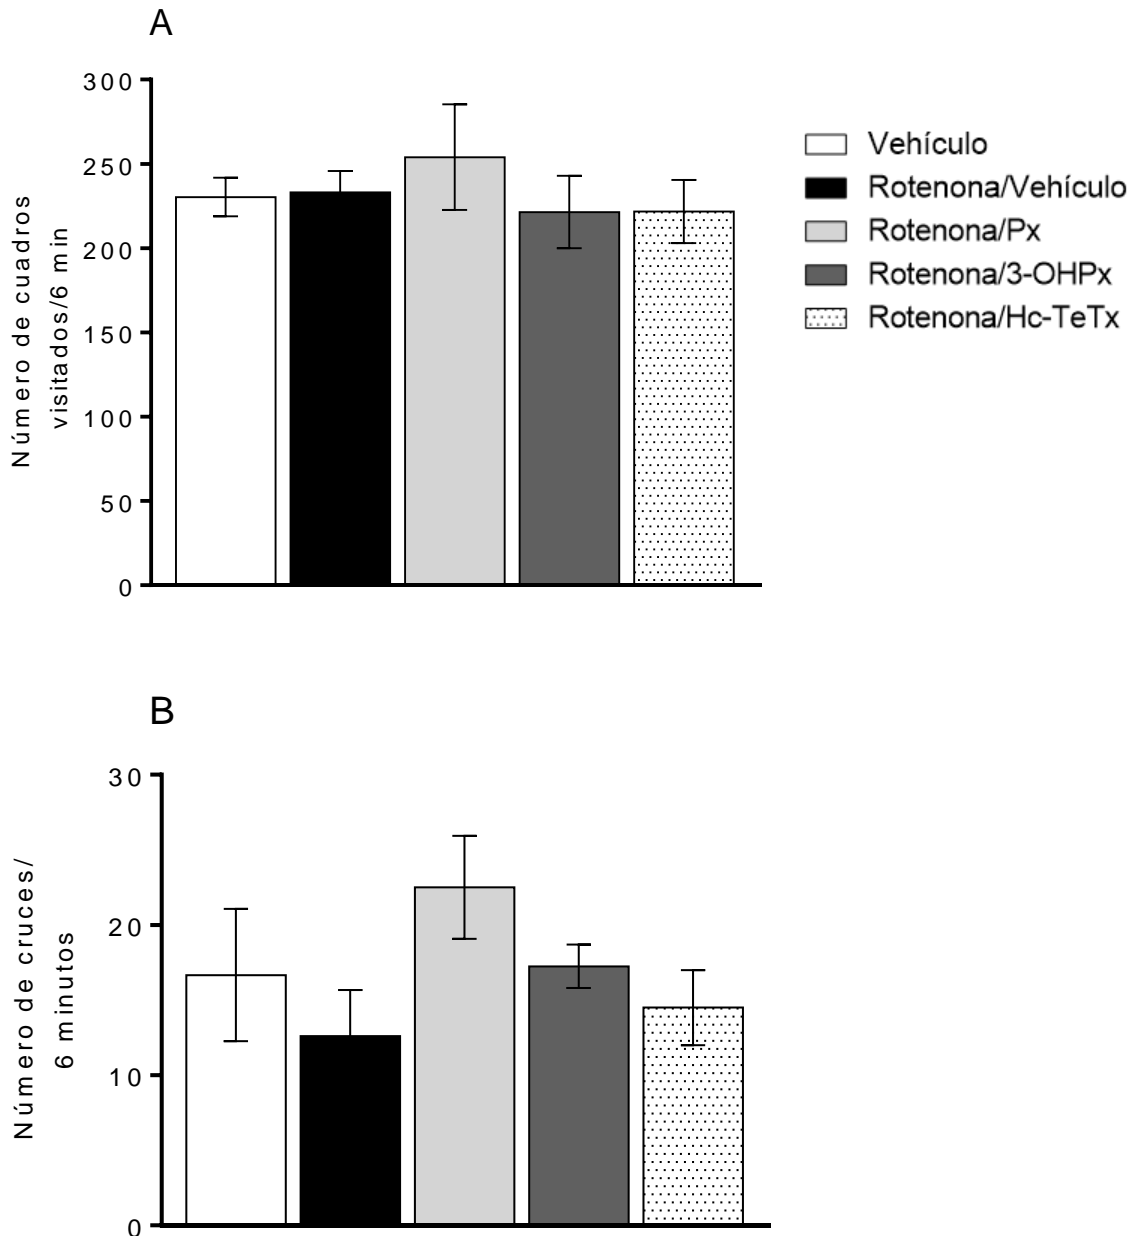 A
300
250
200
150
100
50
0
Número de cuadros
visitados/6 min
Vehículo
Rotenona/Vehículo
Rotenona/Px
Rotenona/3-OHPx
Rotenona/Hc-TeTx
B
30
20
10
0
Número de cruces/
6 minutos